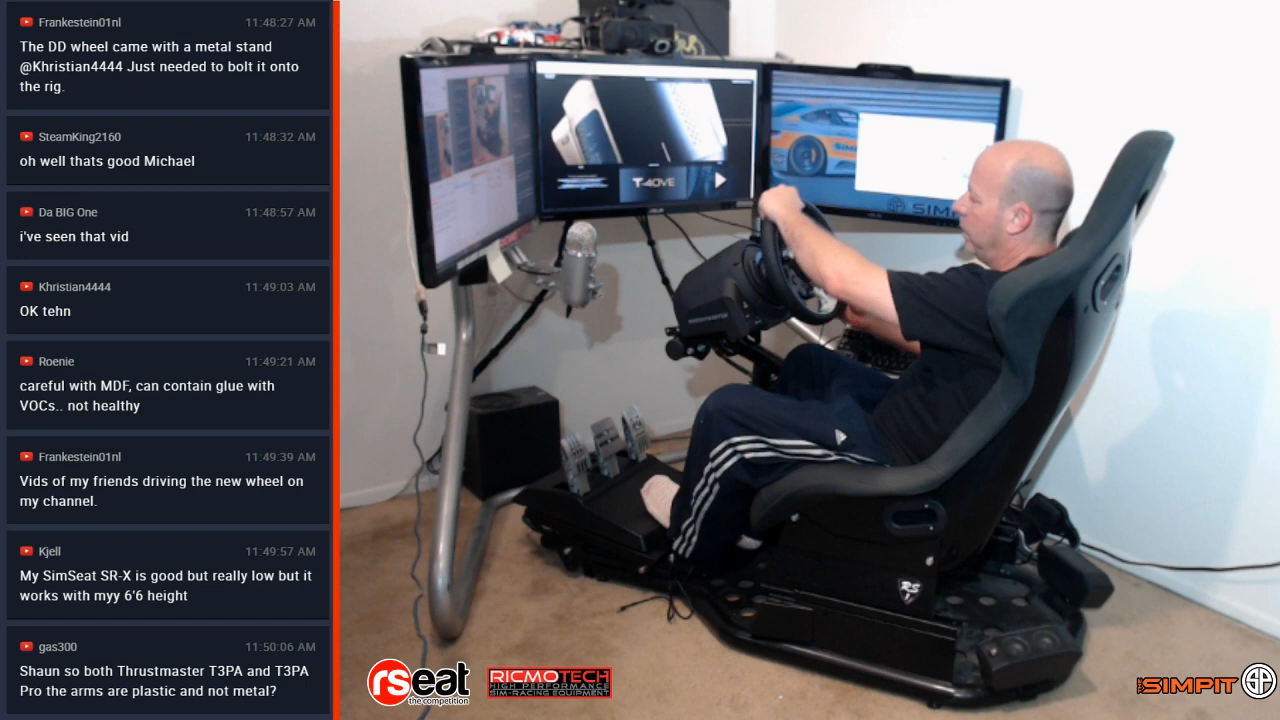 Frankestein01nl 11:48:27 AM
The DD wheel came with a metal stand
@Khristian4444 Just needed to bolt it onto
the rig.
SteamKing2160 11:48:32 AM
oh well thats good Michael
Da BIG One 11:48:57 AM
i've seen that vid
Khristian4444 11:49:03 AM
OK tehn
Roenie 11:49:21 AM
careful with MDF, can contain glue with
VOCs.. not healthy
Frankestein01nl 11:49:39 AM
Vids of my friends driving the new wheel on
my channel.
Kjell 11:49:57 AM
My SimSeat SR-X is good but really low but it
works with myy 6'6 height
gas300 11:50:06 AM
Shaun so both Thrustmaster T3PA and T3PA
Pro the arms are plastic and not metal?
SIM
THRUSTMASTER
RS
rseat
the competition
RICMOTECH
HIGH PERFORMANCE
SIM-RACING EQUIPMENT
THE SIMPIT SP